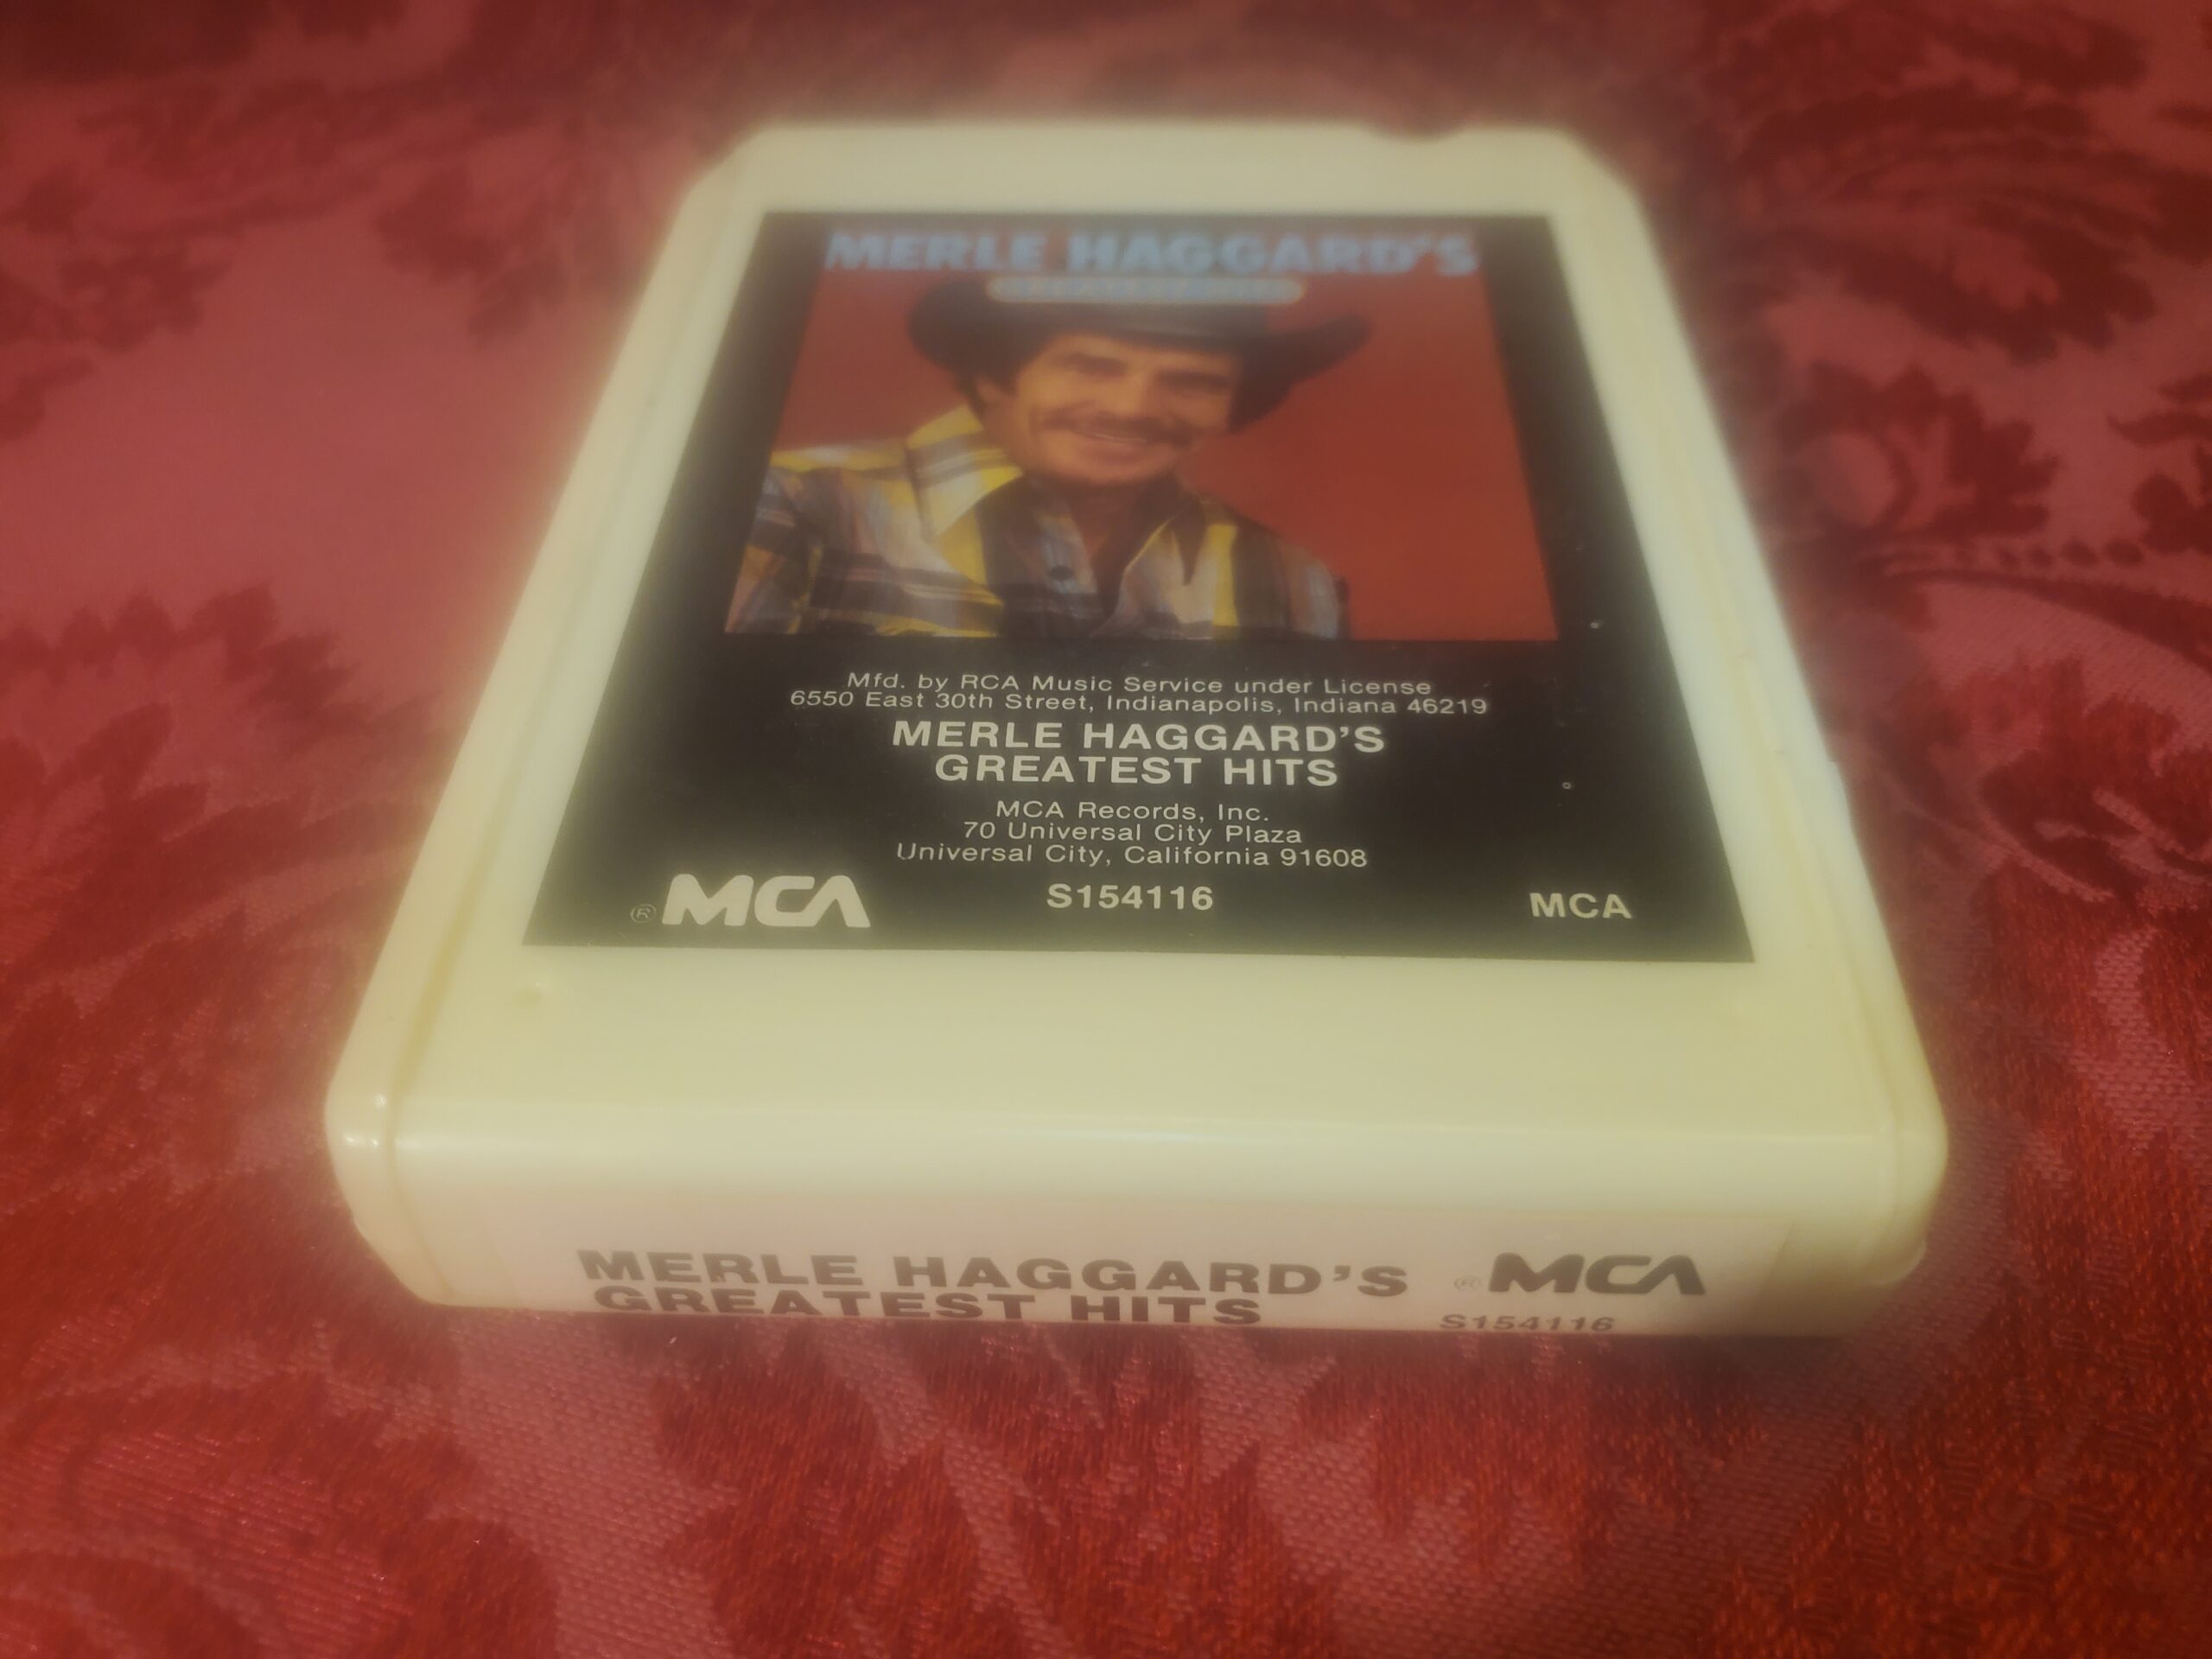 MERLE HAGGARD'S
Mfd. by RCA Music Service under License
6550 East 30th Street, Indianapolis, Indiana 46219
MERLE HAGGARD'S
GREATEST HITS
MCA Records, Inc.
70 Universal City Plaza
Universal City, California 91608
® MCA S154116 MCA
MERLE HAGGARD'S ® MCA
GREATEST HITS S154116